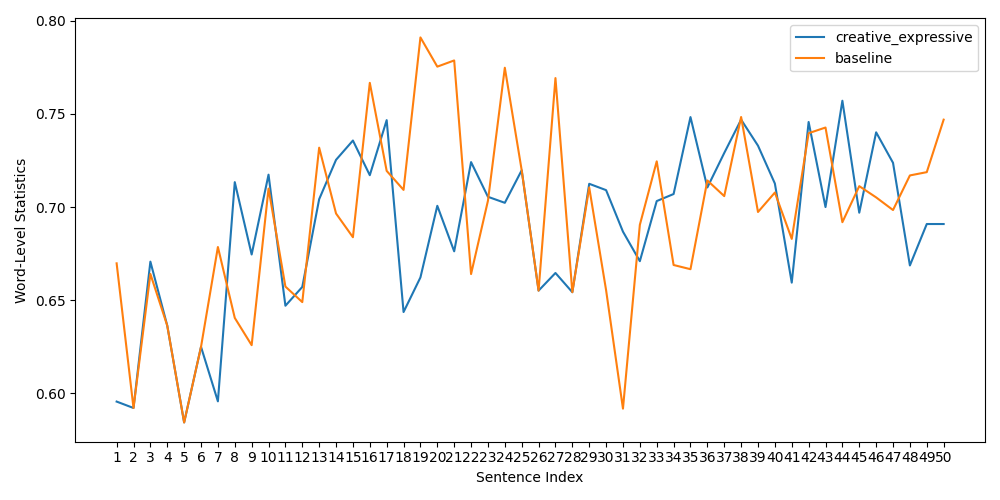 0.80
0.75
0.70
0.65
0.60
Word-Level Statistics
creative_expressive
baseline
1 2 3 4 5 6 7 8 9 10 11 12 13 14 15 16 17 18 19 20 21 22 23 24 25 26 27 28 29 30 31 32 33 34 35 36 37 38 39 40 41 42 43 44 45 46 47 48 49 50
Sentence Index